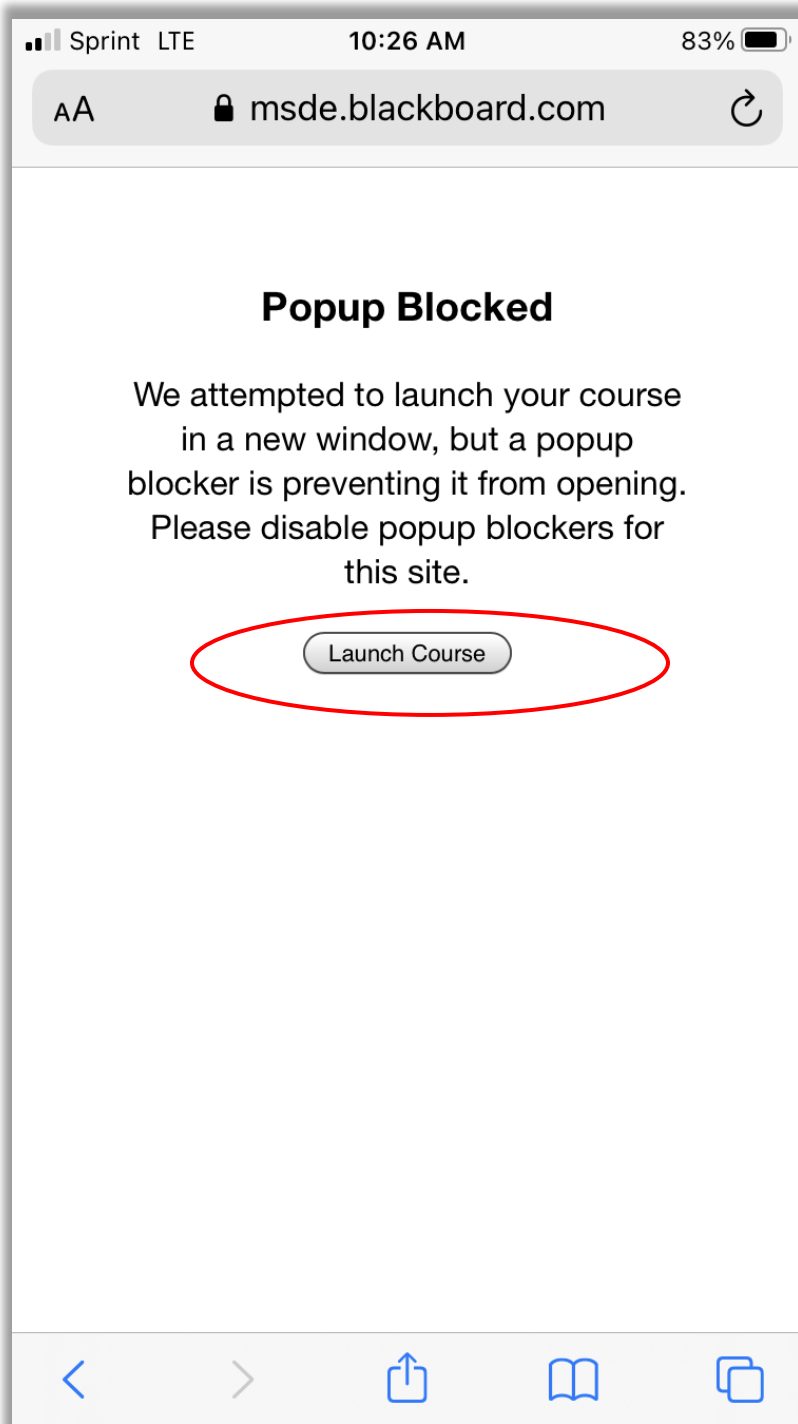 Sprint LTE 10:26 AM 83%
AA msde.blackboard.com
Popup Blocked
We attempted to launch your course
in a new window, but a popup
blocker is preventing it from opening.
Please disable popup blockers for
this site.
Launch Course